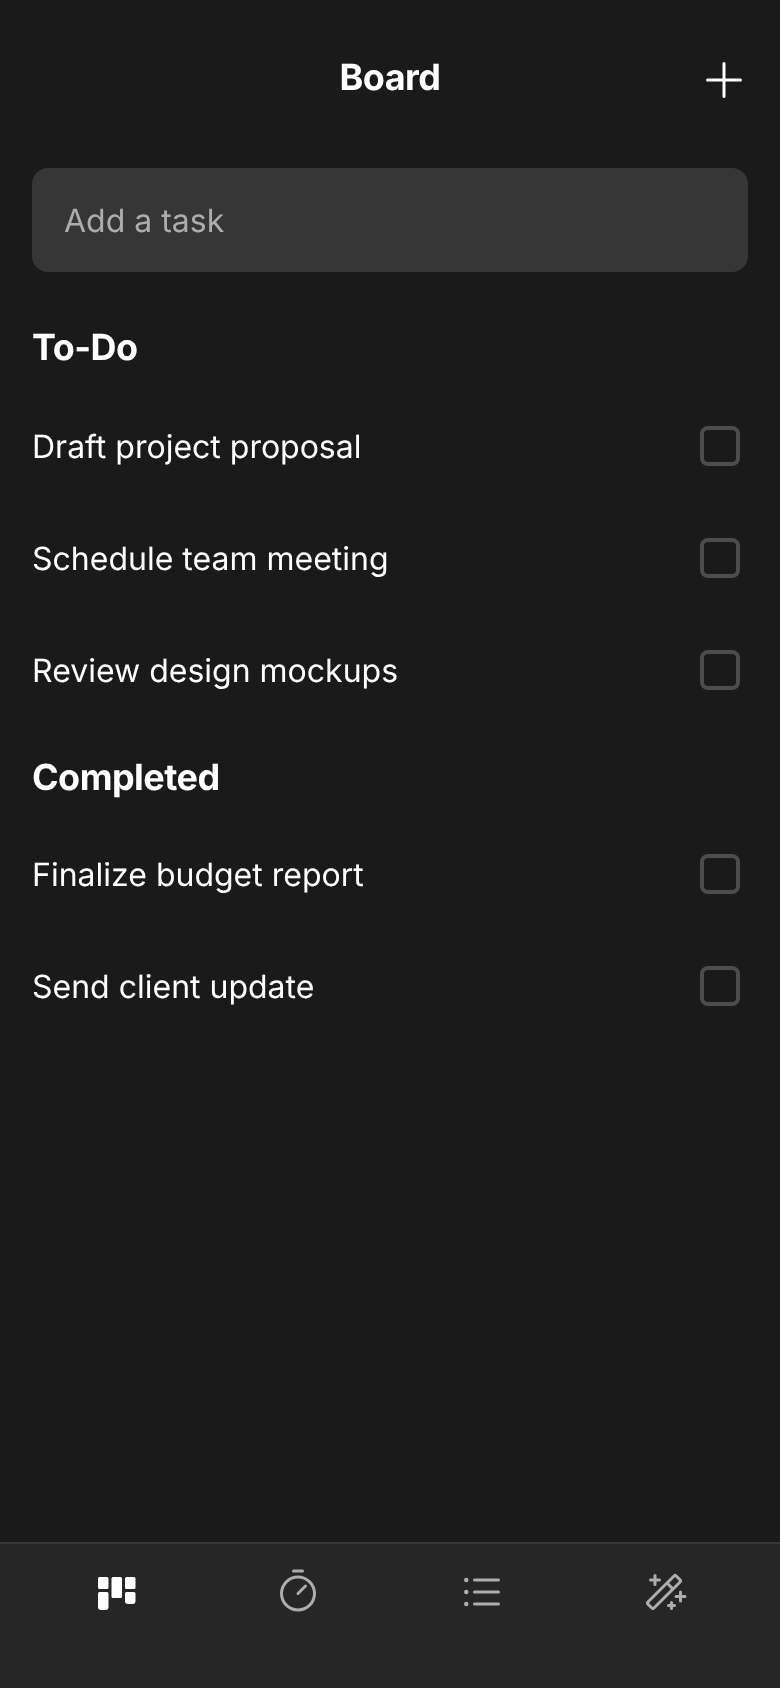 Board
Add a task
To-Do
Draft project proposal
Schedule team meeting
Review design mockups
Completed
Finalize budget report
Send client update